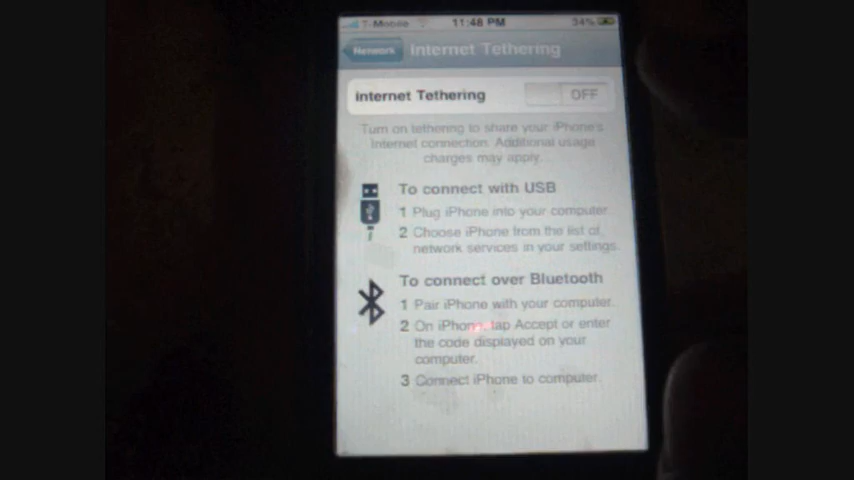 T-Mobile 11:48 PM 34%
Network Internet Tethering
Internet Tethering OFF
Turn on tethering to share your iPhone's
Internet connection. Additional usage
charges may apply.
To connect with USB
1 Plug iPhone into your computer.
2 Choose iPhone from the list of
network services in your settings.
To connect over Bluetooth
1 Pair iPhone with your computer.
2 On iPhone, tap Accept or enter
the code displayed on your
computer.
3 Connect iPhone to computer.